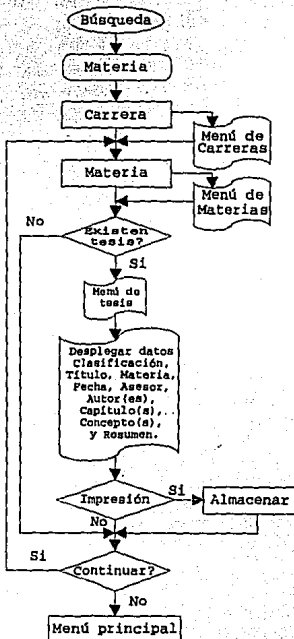 Búsqueda
Materia
Carrera
Menú de
Carreras
Materia
Menú de
Materias
No
Existen
tesis?
Si
Menú de
tesis
Desplegar datos
Clasificación,
Título, Materia,
Fecha, Asesor,
Autor(es),
Capítulo(s),
Concepto(s),
y Resumen.
Impresión
Si
Almacenar
No
Si
Continuar?
No
Menú principal